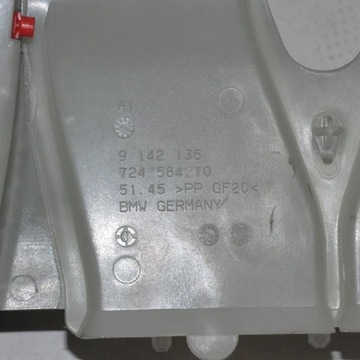 A1
9 142 136
724 584.10
51.45 >PP GF20<
BMW GERMANY